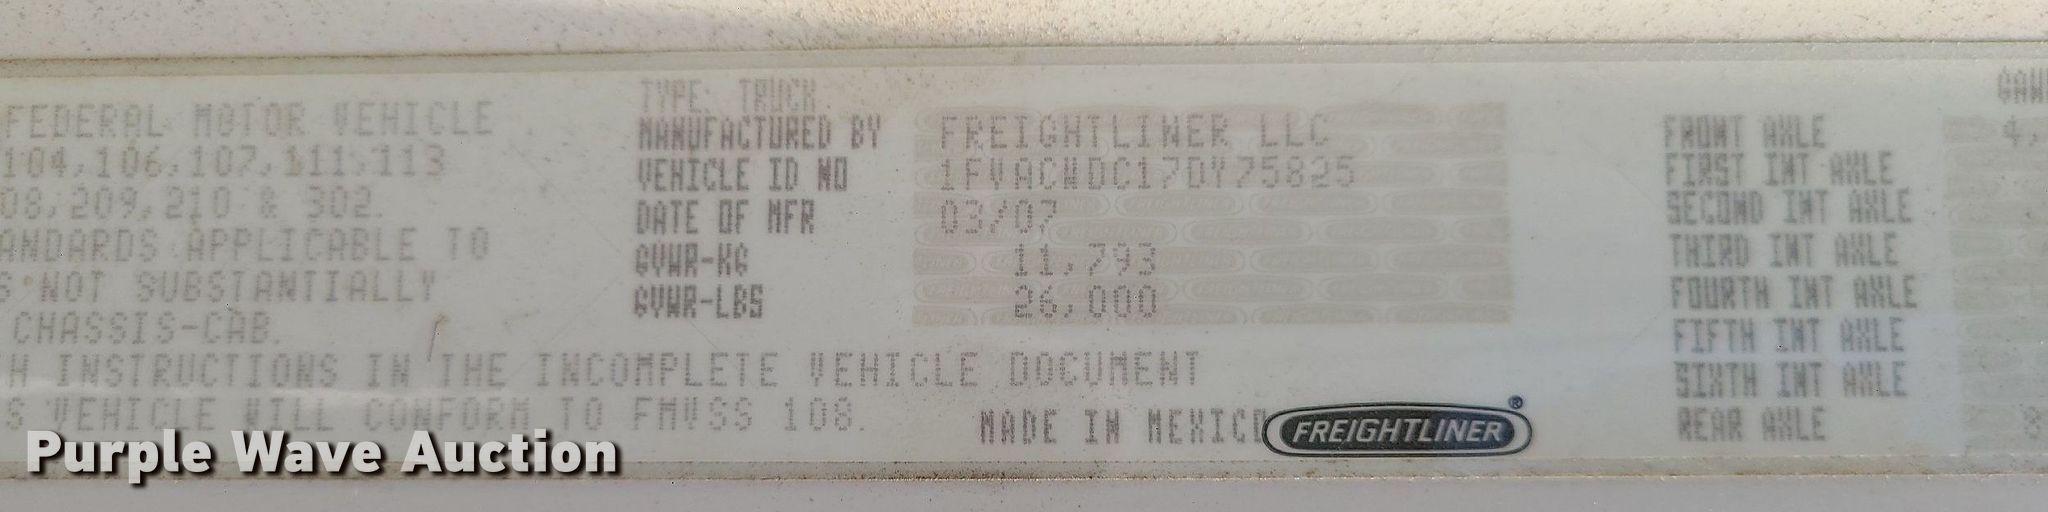 FEDERAL MOTOR VEHICLE
104,106,107,111,113
08,209,210 & 302.
ANDARDS APPLICABLE TO
S NOT SUBSTANTIALLY
CHASSIS-CAB.
H INSTRUCTIONS IN THE INCOMPLETE VEHICLE DOCUMENT
S VEHICLE WILL CONFORM TO FMVSS 108.
TYPE: TRUCK
MANUFACTURED BY FREIGHTLINER LLC
VEHICLE ID NO 1FVACWDC17DY75825
DATE OF MFR 03/07
GVWR-KG 11,793
GVWR-LBS 26,000
MADE IN MEXICO
FREIGHTLINER®
GAW
FRONT AXLE 4,
FIRST INT AXLE
SECOND INT AXLE
THIRD INT AXLE
FOURTH INT AXLE
FIFTH INT AXLE
SIXTH INT AXLE
REAR AXLE 8
Purple Wave Auction